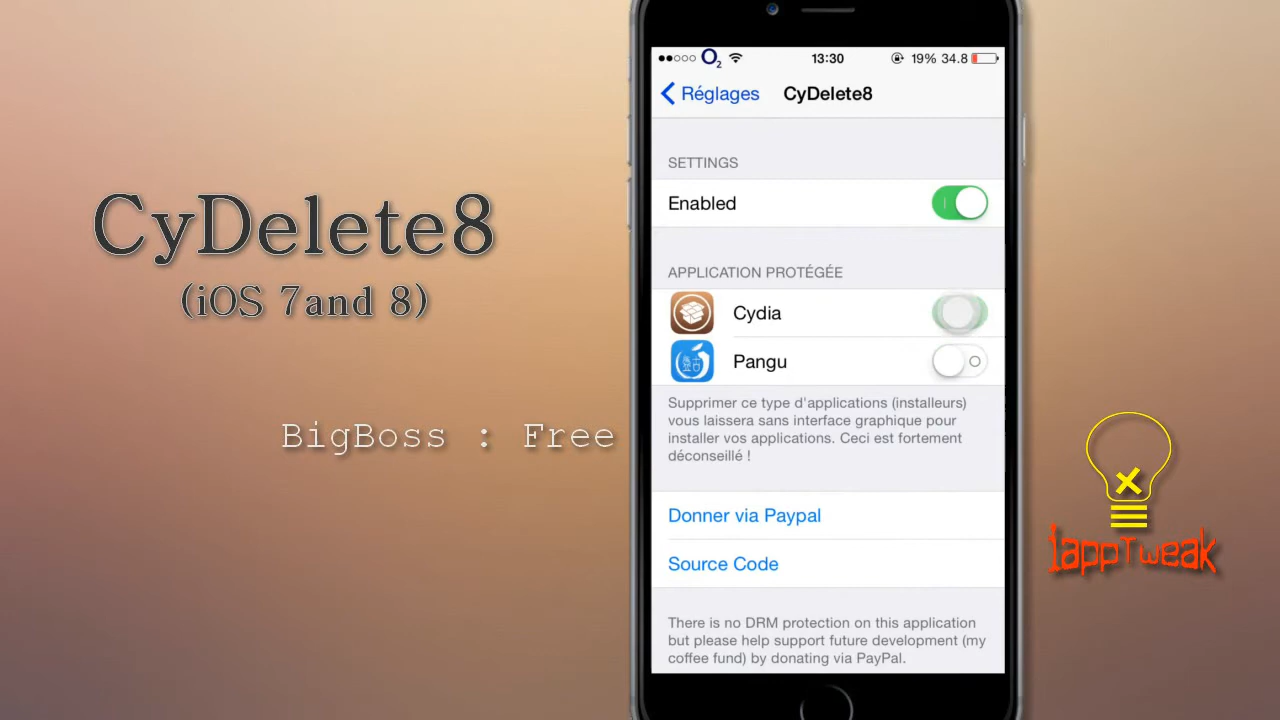 CyDelete8
(iOS 7and 8)
BigBoss : Free
O2 13:30 19% 34.8
Réglages CyDelete8
SETTINGS
Enabled
APPLICATION PROTÉGÉE
Cydia
Pangu
Supprimer ce type d'applications (installeurs)
vous laissera sans interface graphique pour
installer vos applications. Ceci est fortement
déconseillé !
Donner via Paypal
Source Code
There is no DRM protection on this application
but please help support future development (my
coffee fund) by donating via PayPal.
1appTweak